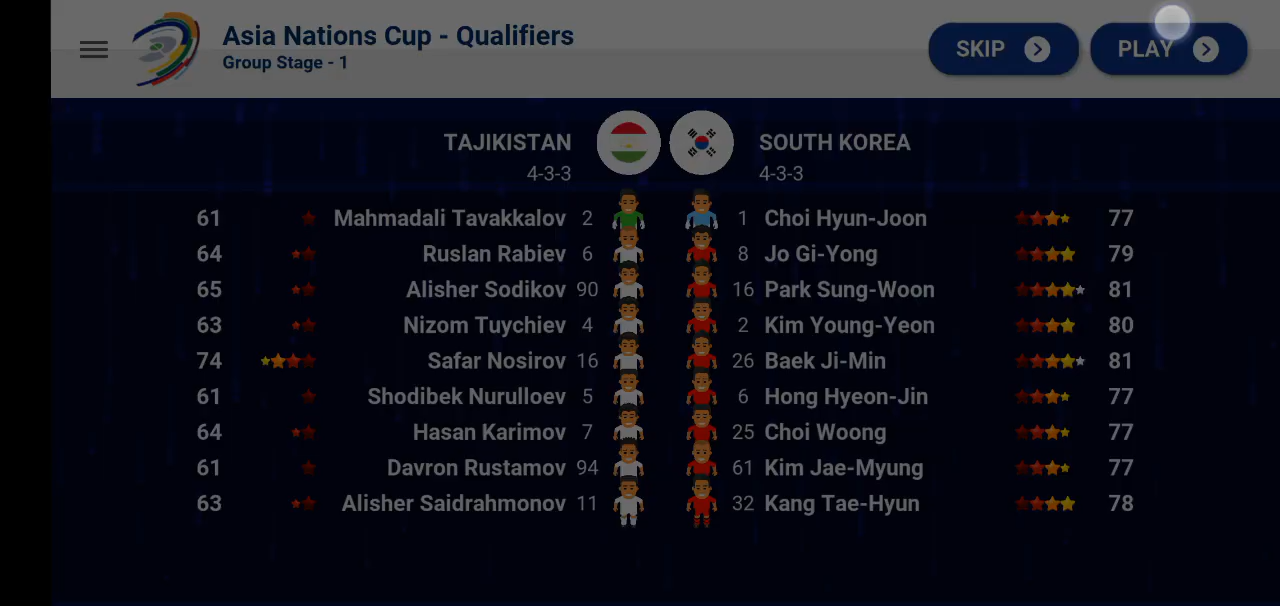 Asia Nations Cup - Qualifiers
Group Stage - 1
SKIP
PLAY
TAJIKISTAN
SOUTH KOREA
4-3-3
4-3-3
61 Mahmadali Tavakkalov 2 1 Choi Hyun-Joon 77
64 Ruslan Rabiev 6 8 Jo Gi-Yong 79
65 Alisher Sodikov 90 16 Park Sung-Woon 81
63 Nizom Tuychiev 4 2 Kim Young-Yeon 80
74 Safar Nosirov 16 26 Baek Ji-Min 81
61 Shodibek Nurulloev 5 6 Hong Hyeon-Jin 77
64 Hasan Karimov 7 25 Choi Woong 77
61 Davron Rustamov 94 61 Kim Jae-Myung 77
63 Alisher Saidrahmonov 11 32 Kang Tae-Hyun 78